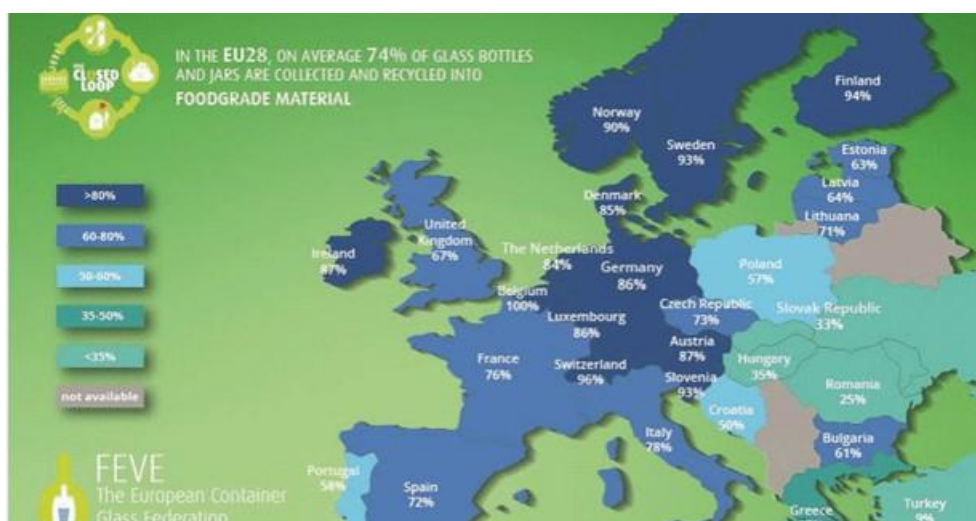 THE
CLOSED
LOOP
IN THE EU28, ON AVERAGE 74% OF GLASS BOTTLES
AND JARS ARE COLLECTED AND RECYCLED INTO
FOODGRADE MATERIAL
>80%
60-80%
50-60%
35-50%
<35%
not available
Finland
94%
Norway
90%
Sweden
93%
Estonia
63%
Latvia
64%
Lithuana
71%
Denmark
85%
United
Kingdom
67%
Ireland
87%
The Netherlands
84%
Germany
86%
Poland
57%
Belgium
100%
Czech Republic
73%
Slovak Republic
33%
Luxembourg
86%
Austria
87%
Hungary
35%
France
76%
Switzerland
96%
Slovenia
93%
Romania
25%
Croatia
50%
Italy
78%
Bulgaria
61%
Portugal
58%
Spain
72%
Greece
Turkey
9%
FEVE
The European Container
Glass Federation